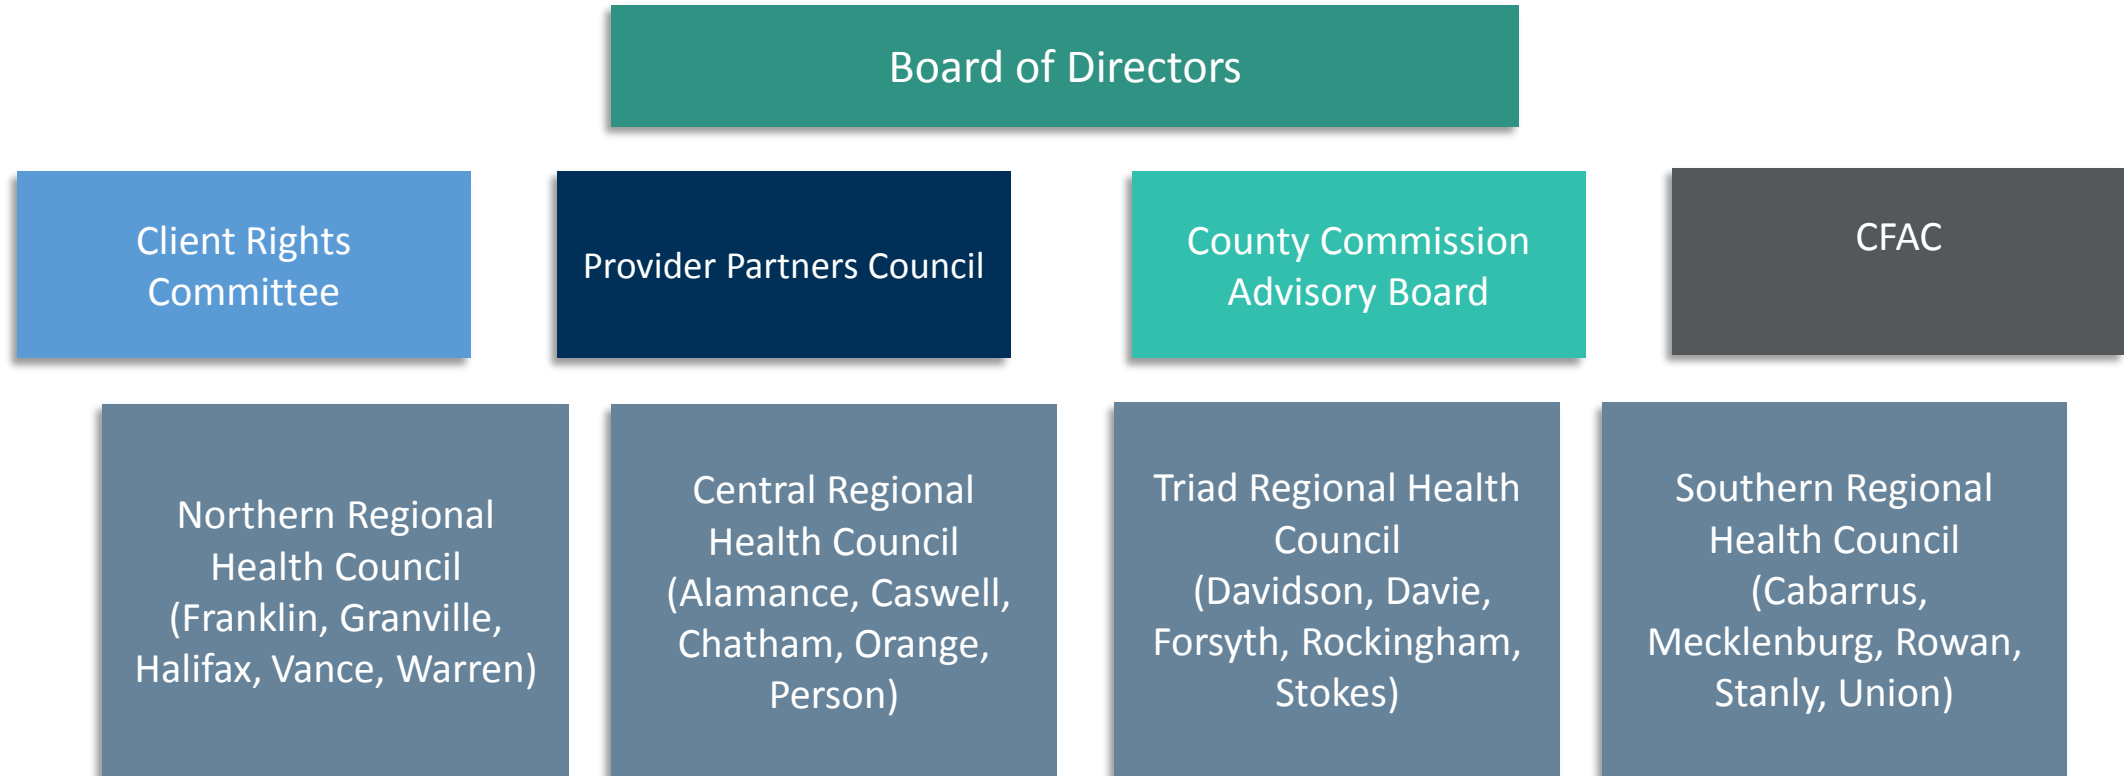 Board of Directors
Client Rights
Committee
Provider Partners Council
County Commission
Advisory Board
CFAC
Northern Regional
Health Council
(Franklin, Granville,
Halifax, Vance, Warren)
Central Regional
Health Council
(Alamance, Caswell,
Chatham, Orange,
Person)
Triad Regional Health
Council
(Davidson, Davie,
Forsyth, Rockingham,
Stokes)
Southern Regional
Health Council
(Cabarrus,
Mecklenburg, Rowan,
Stanly, Union)